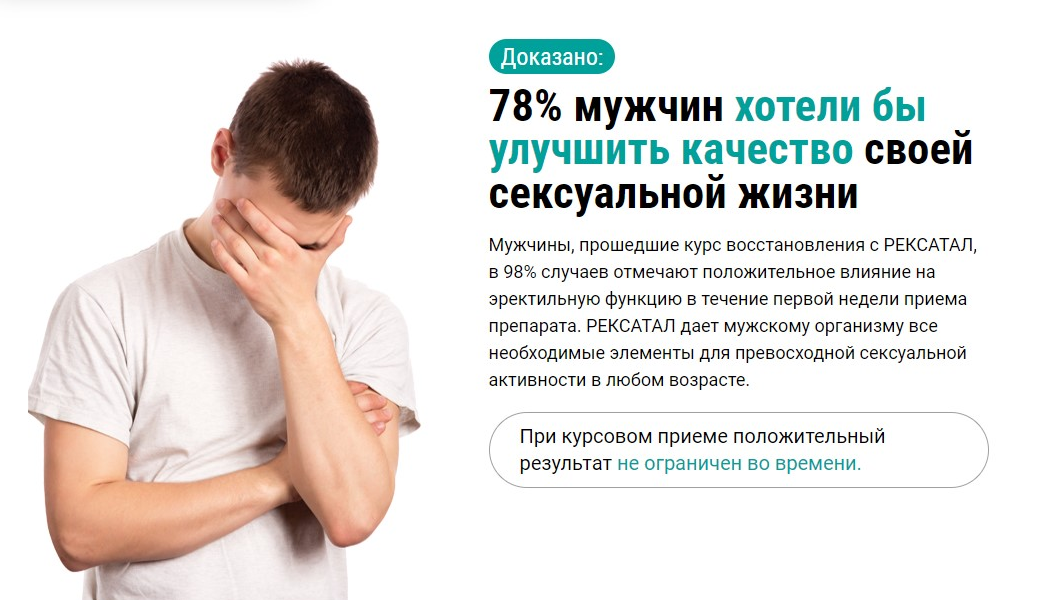 Доказано:
78% мужчин хотели бы
улучшить качество своей
сексуальной жизни
Мужчины, прошедшие курс восстановления с РЕКСАТАЛ,
в 98% случаев отмечают положительное влияние на
эректильную функцию в течение первой недели приема
препарата. РЕКСАТАЛ дает мужскому организму все
необходимые элементы для превосходной сексуальной
активности в любом возрасте.
При курсовом приеме положительный
результат не ограничен во времени.